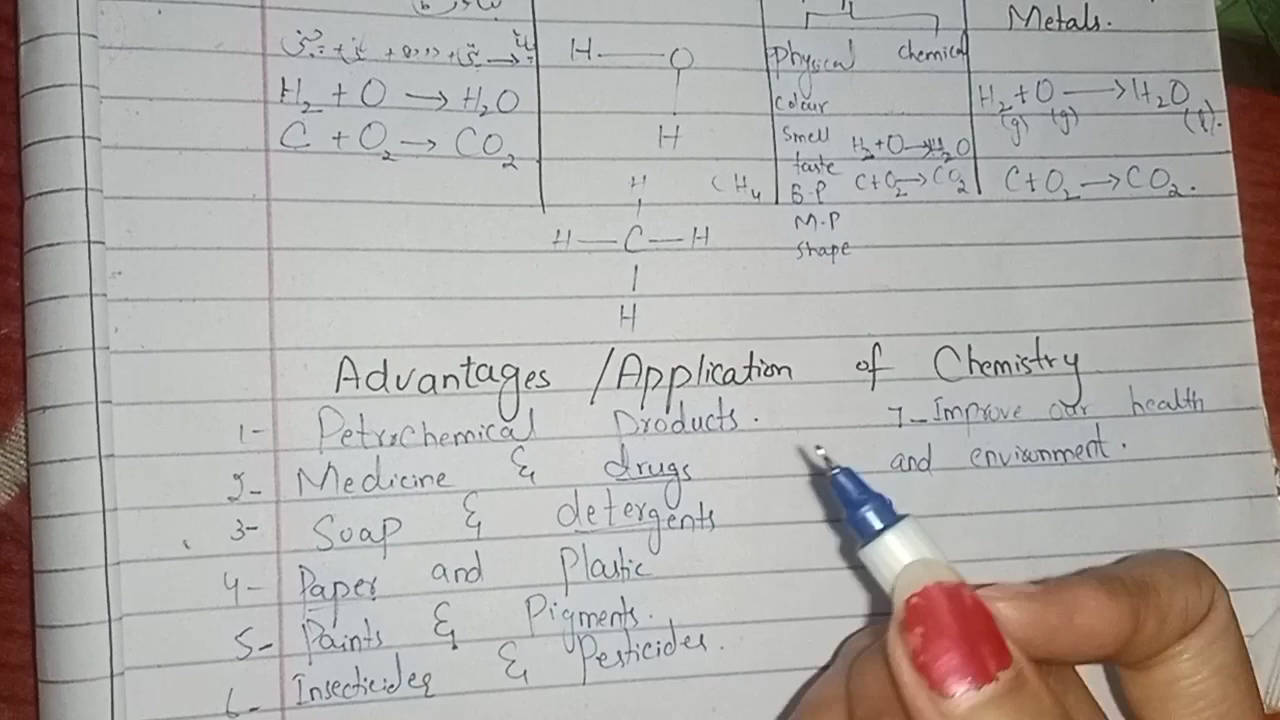 Metals.
H
O
H
Physical
chemical
colour
smell
taste
B.P
M.P
shape
H₂ + O → H₂O
C + O₂ → CO₂
H₂+O→H₂O
C+O₂→CO₂
H₂+O→H₂O
(g) (g) (l).
C+O₂→CO₂.
CH₄
H
H—C—H
H
Advantages /Application of Chemistry
1- Petrochemical Products.
2- Medicine & drugs
3- Soap & detergents
4- Paper and Plastic
5- Paints & Pigments.
6- Insecticides & Pesticides.
7- Improve our health
and environment.